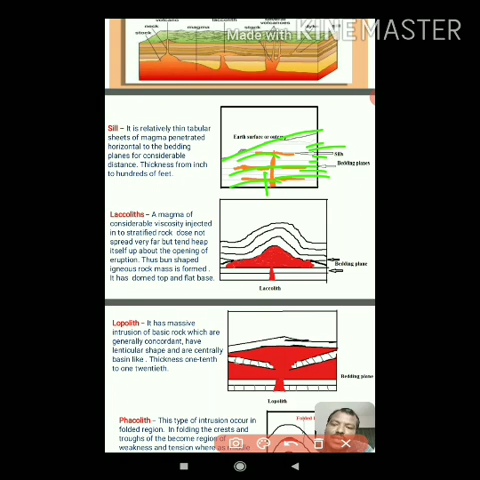 Made with KINE MASTER
neck
magma
stock
Sill – It is relatively thin tabular
sheets of magma penetrated
horizontal to the bedding
planes for considerable
distance. Thickness from inch
to hundreds of feet.
Earth surface or outer
Sills
Bedding planes
Laccoliths – A magma of
considerable viscosity injected
in to stratified rock dose not
spread very far but tend heap
itself up about the opening of
eruption. Thus bun shaped
igneous rock mass is formed .
It has domed top and flat base.
Bedding plane
Laccolith
Lopolith – It has massive
intrusion of basic rock which are
generally concordant, have
lenticular shape and are centrally
basin like . Thickness one-tenth
to one twentieth.
Bedding plane
Lopolith
Phacolith – This type of intrusion occur in
folded region. In folding the crests and
troughs of the become region of
weakness and tension where as